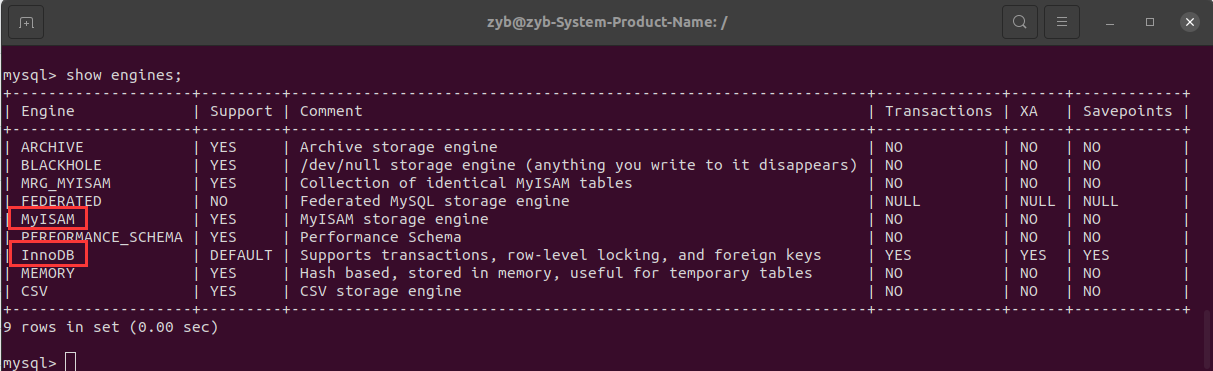 zyb@zyb-System-Product-Name: /
mysql> show engines;
+--------------------+---------+----------------------------------------------------------------+--------------+------+------------+
| Engine             | Support | Comment                                                        | Transactions | XA   | Savepoints |
+--------------------+---------+----------------------------------------------------------------+--------------+------+------------+
| ARCHIVE            | YES     | Archive storage engine                                         | NO           | NO   | NO         |
| BLACKHOLE          | YES     | /dev/null storage engine (anything you write to it disappears) | NO           | NO   | NO         |
| MRG_MYISAM         | YES     | Collection of identical MyISAM tables                          | NO           | NO   | NO         |
| FEDERATED          | NO      | Federated MySQL storage engine                                 | NULL         | NULL | NULL       |
| MyISAM             | YES     | MyISAM storage engine                                          | NO           | NO   | NO         |
| PERFORMANCE_SCHEMA | YES     | Performance Schema                                             | NO           | NO   | NO         |
| InnoDB             | DEFAULT | Supports transactions, row-level locking, and foreign keys     | YES          | YES  | YES        |
| MEMORY             | YES     | Hash based, stored in memory, useful for temporary tables      | NO           | NO   | NO         |
| CSV                | YES     | CSV storage engine                                             | NO           | NO   | NO         |
+--------------------+---------+----------------------------------------------------------------+--------------+------+------------+
9 rows in set (0.00 sec)
mysql>